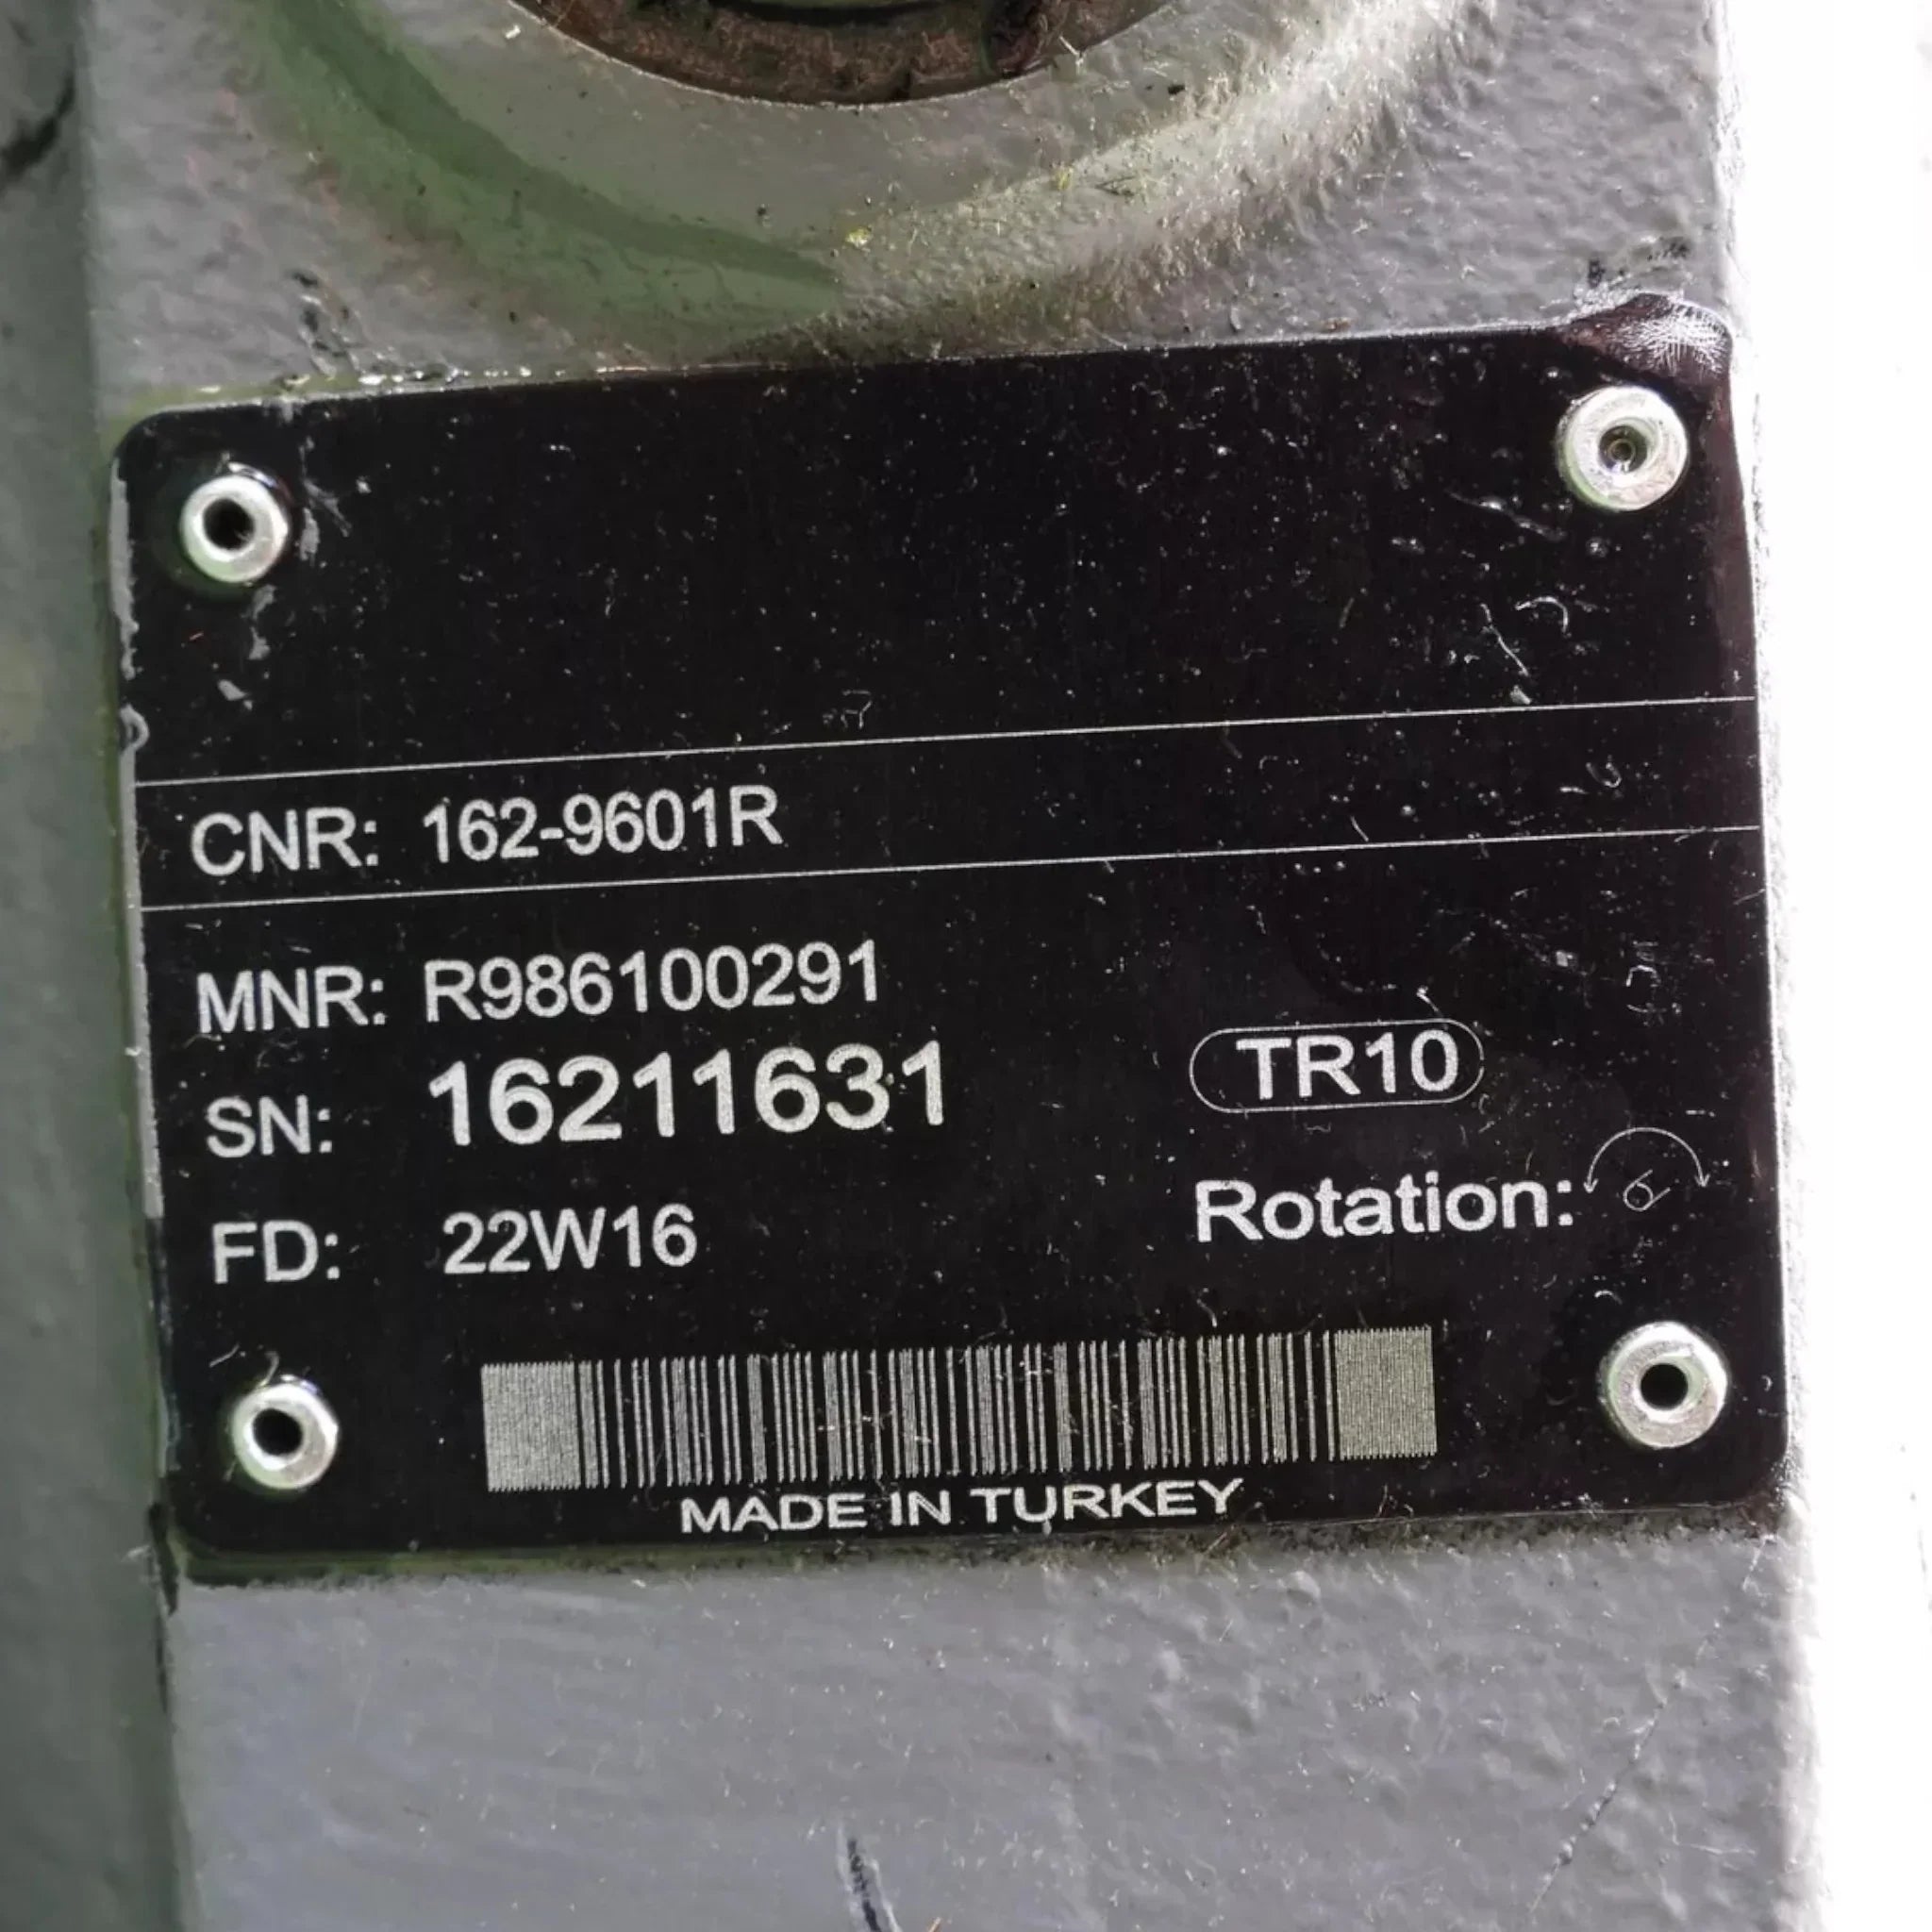 CNR: 162-9601R
MNR: R986100291
SN: 16211631
TR10
Rotation:
FD: 22W16
MADE IN TURKEY